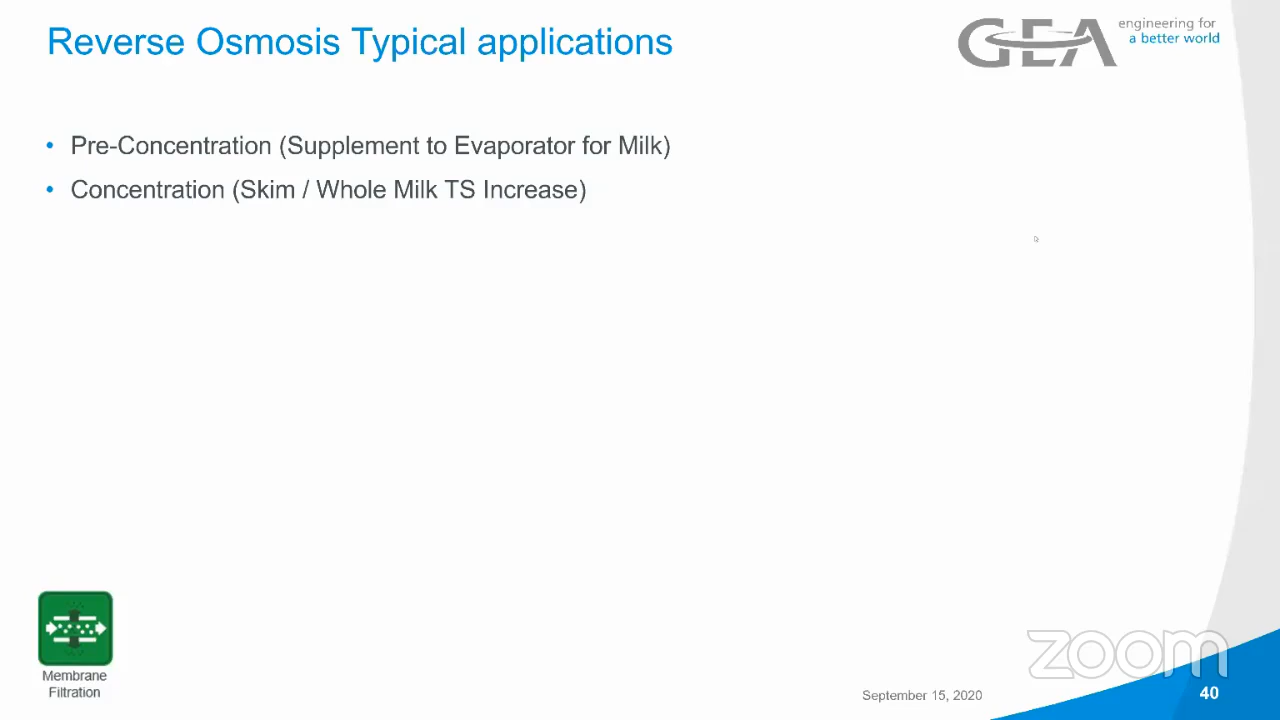 Reverse Osmosis Typical applications
GEA
engineering for
a better world
• Pre-Concentration (Supplement to Evaporator for Milk)
• Concentration (Skim / Whole Milk TS Increase)
Membrane
Filtration
zoom
September 15, 2020
40